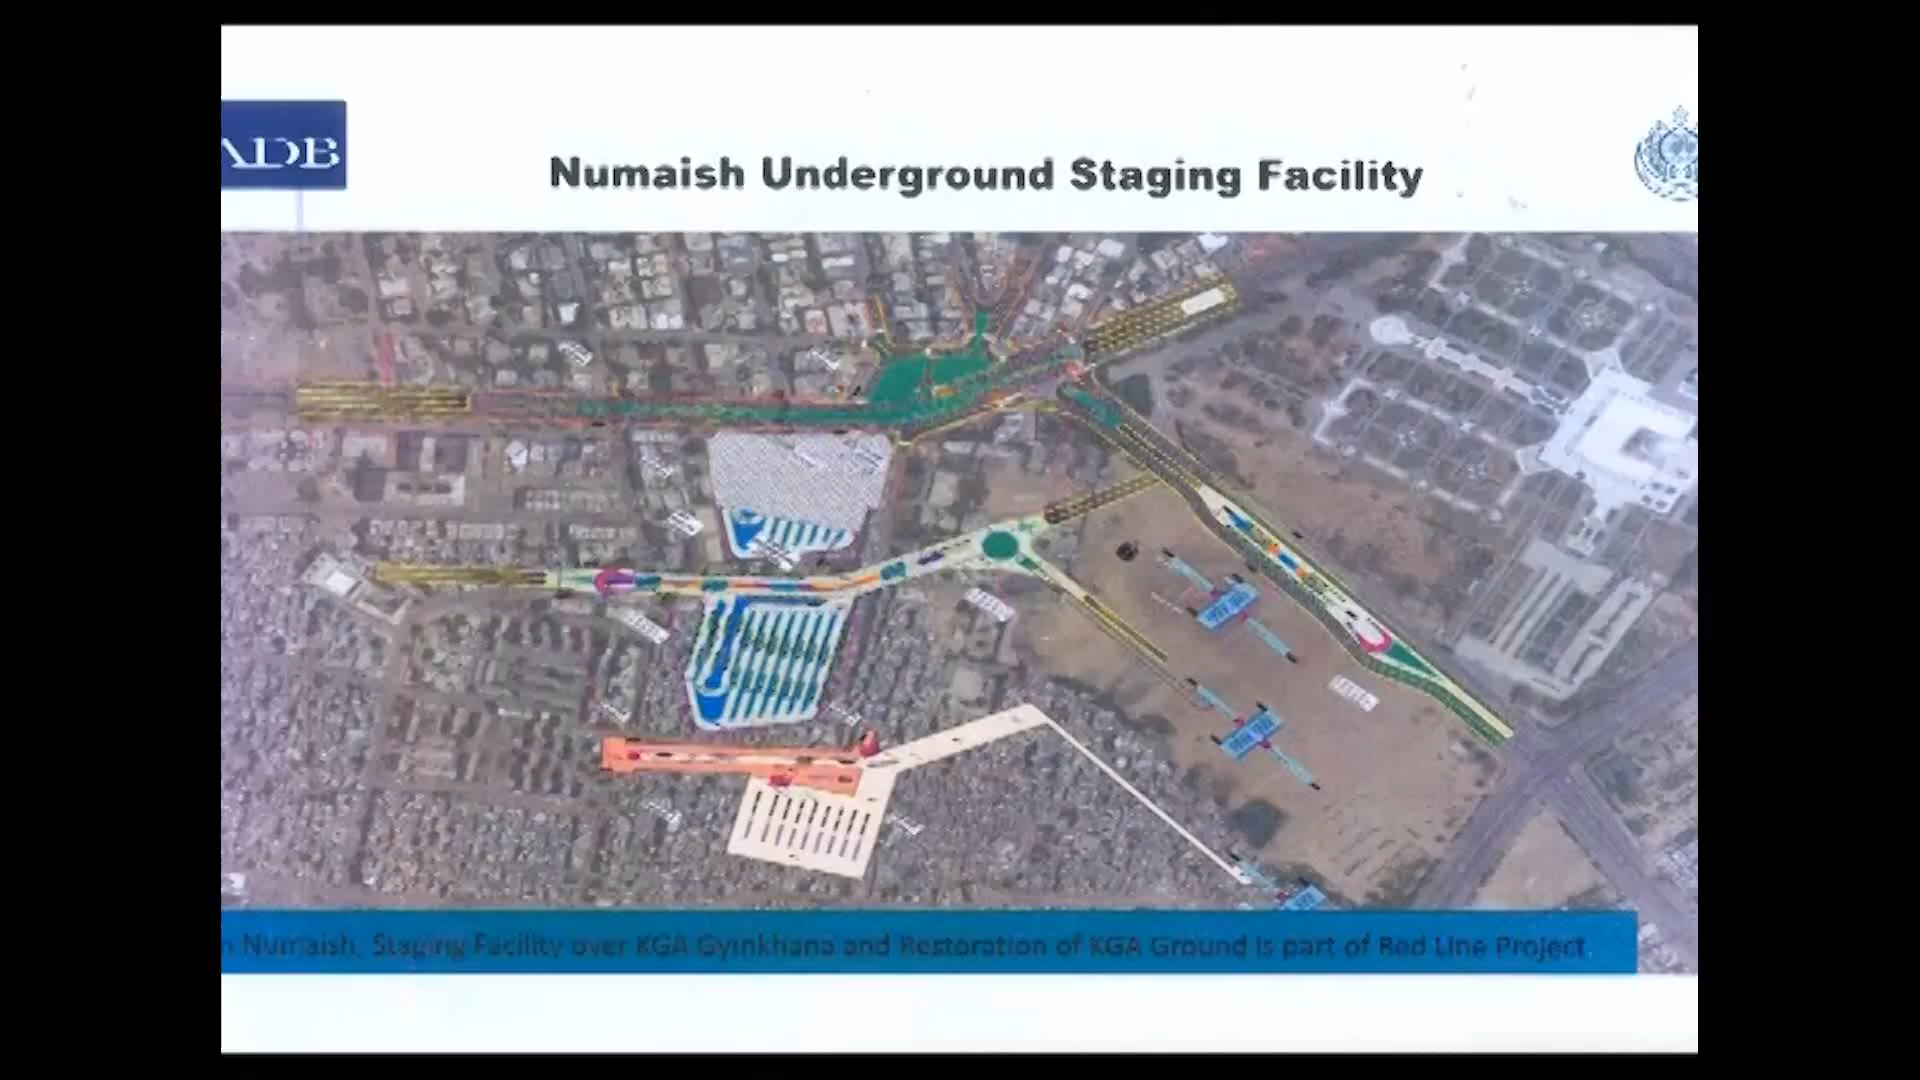 ADB
Numaish Underground Staging Facility
n Numaish, Staging Facility over KGA Gymkhana and Restoration of KGA Ground is part of Red Line Project.